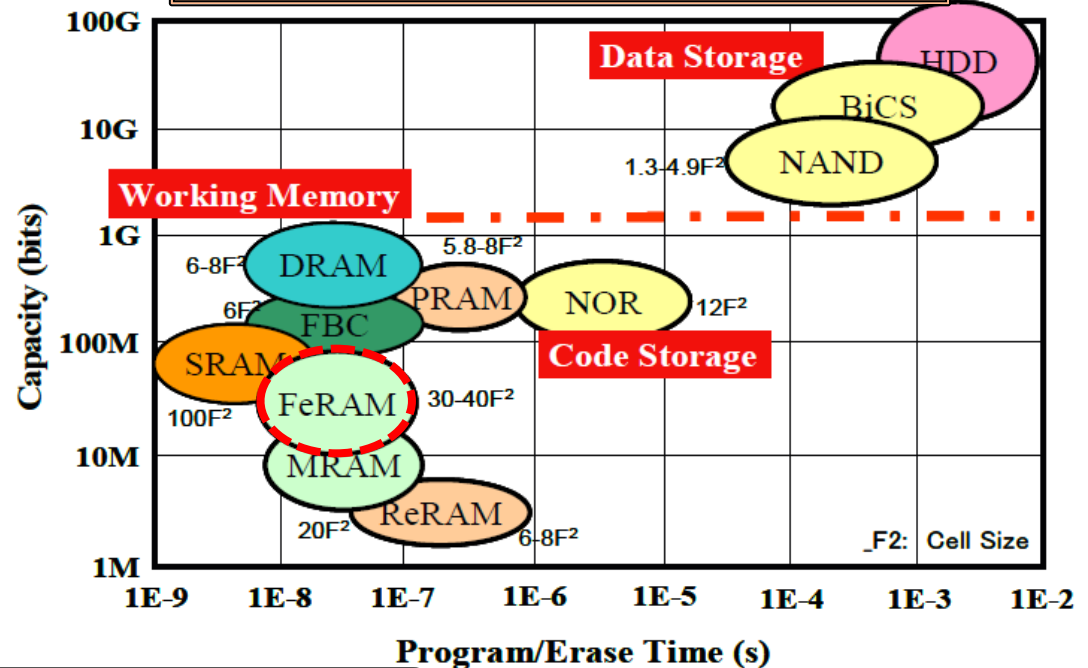 100G
Data Storage
HDD
BiCS
10G
NAND
1.3-4.9F²
Working Memory
1G
5.8-8F²
6-8F²
DRAM
PRAM
NOR
12F²
6F²
FBC
100M
Code Storage
SRAM
FeRAM
30-40F²
100F²
10M
MRAM
ReRAM
20F²
6-8F²
_F2: Cell Size
1M
1E-9 1E-8 1E-7 1E-6 1E-5 1E-4 1E-3 1E-2
Program/Erase Time (s)
Capacity (bits)